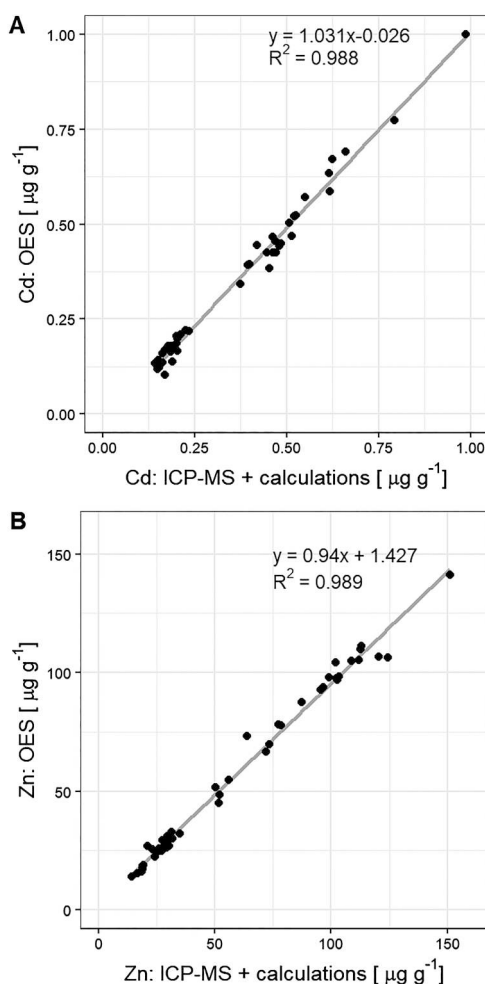 A
y = 1.031x-0.026
R² = 0.988
1.00
0.75
0.50
0.25
0.00
Cd: OES [ µg g⁻¹]
0.00 0.25 0.50 0.75 1.00
Cd: ICP-MS + calculations [ µg g⁻¹]
B
y = 0.94x + 1.427
R² = 0.989
150
100
50
0
Zn: OES [ µg g⁻¹]
0 50 100 150
Zn: ICP-MS + calculations [ µg g⁻¹]